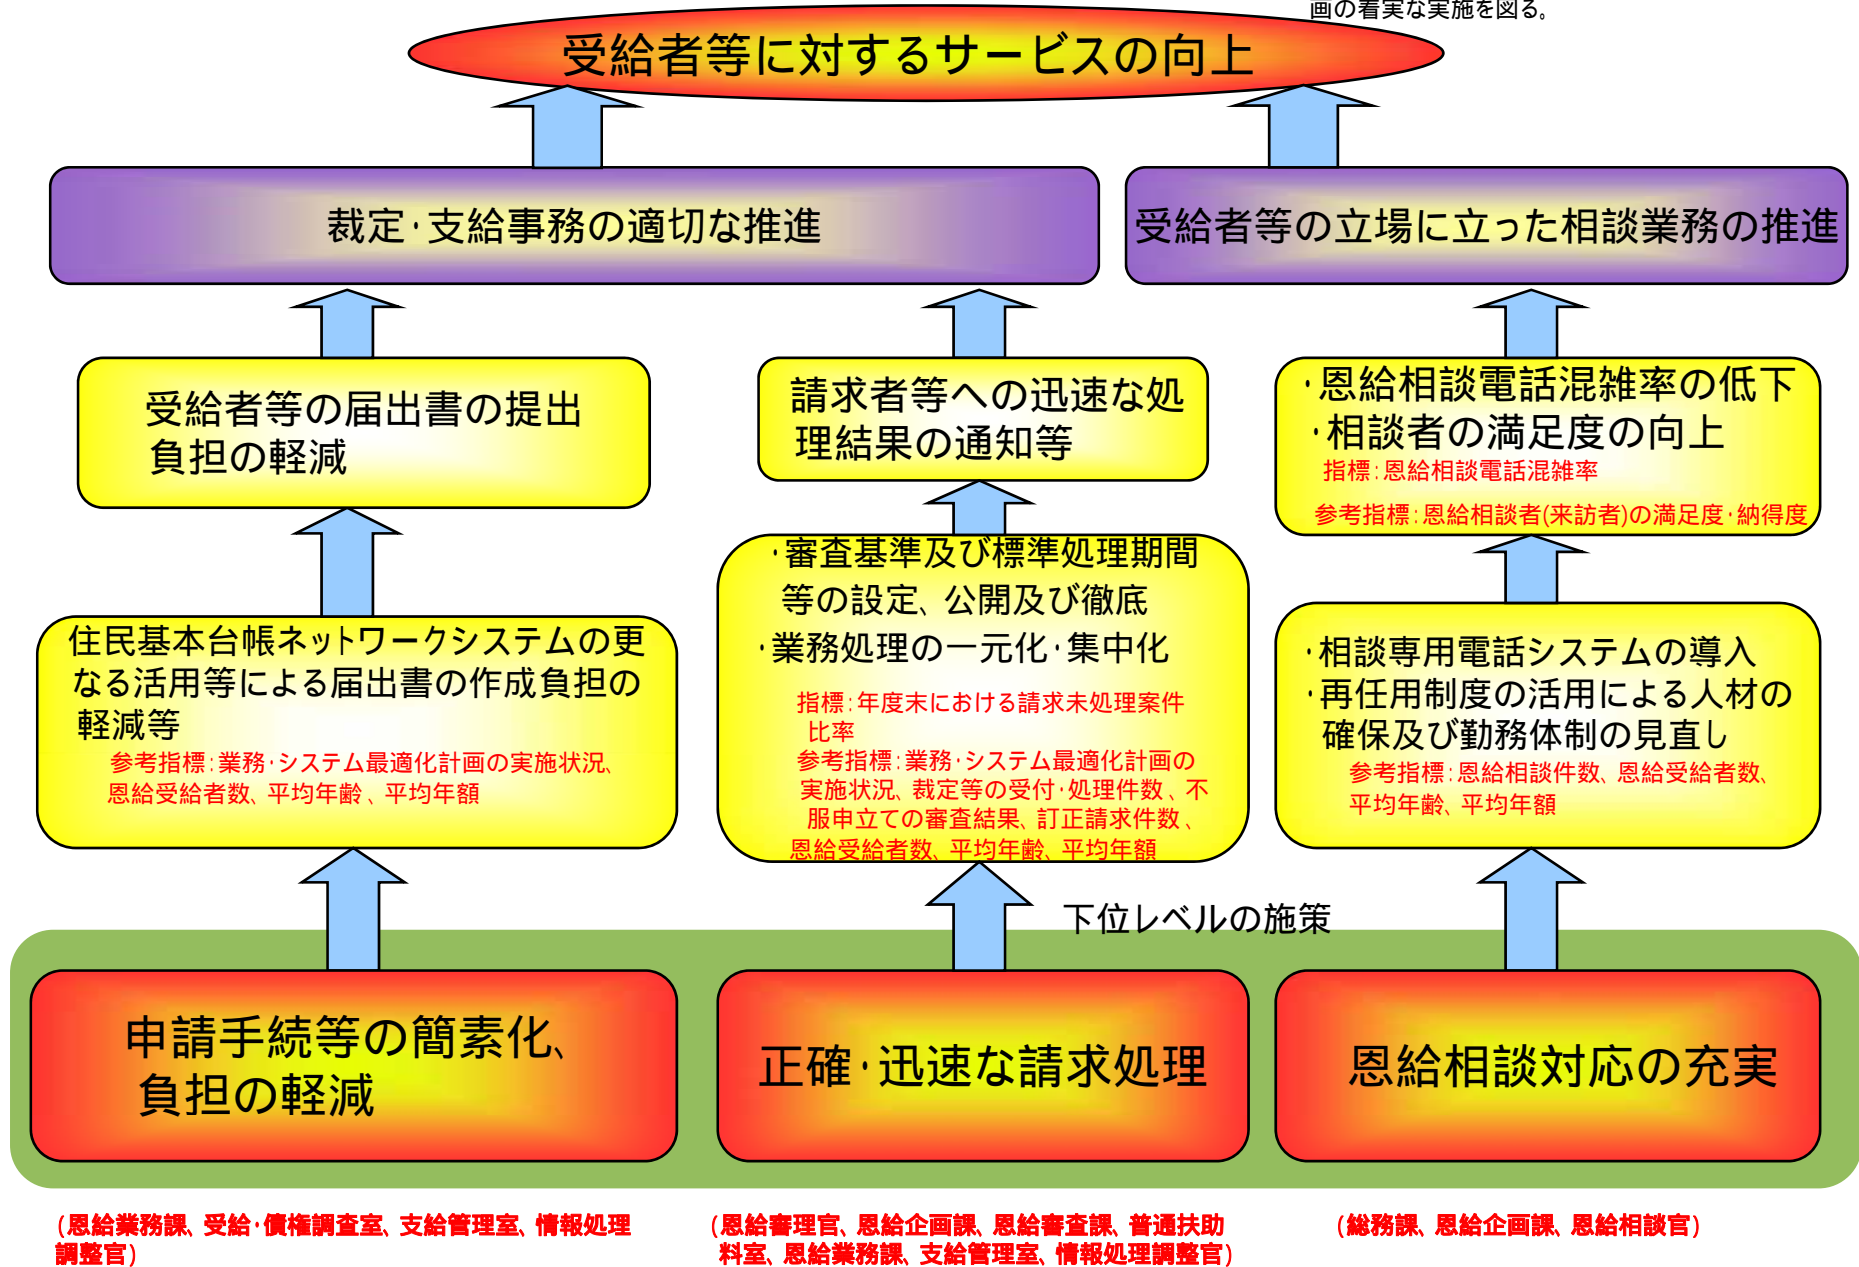 画の着実な実施を図る。
受給者等に対するサービスの向上
裁定・支給事務の適切な推進
受給者等の立場に立った相談業務の推進
受給者等の届出書の提出
負担の軽減
請求者等への迅速な処
理結果の通知等
・恩給相談電話混雑率の低下
・相談者の満足度の向上
指標：恩給相談電話混雑率
参考指標：恩給相談者(来訪者)の満足度・納得度
住民基本台帳ネットワークシステムの更
なる活用等による届出書の作成負担の
軽減等
参考指標：業務・システム最適化計画の実施状況、
恩給受給者数、平均年齢、平均年額
・審査基準及び標準処理期間
等の設定、公開及び徹底
・業務処理の一元化・集中化
指標：年度末における請求未処理案件
比率
参考指標：業務・システム最適化計画の
実施状況、裁定等の受付・処理件数、不
服申立ての審査結果、訂正請求件数、
恩給受給者数、平均年齢、平均年額
・相談専用電話システムの導入
・再任用制度の活用による人材の
確保及び勤務体制の見直し
参考指標：恩給相談件数、恩給受給者数、
平均年齢、平均年額
下位レベルの施策
申請手続等の簡素化、
負担の軽減
正確・迅速な請求処理
恩給相談対応の充実
(恩給業務課、受給・債権調査室、支給管理室、情報処理
調整官)
(恩給審理官、恩給企画課、恩給審査課、普通扶助
料室、恩給業務課、支給管理室、情報処理調整官)
(総務課、恩給企画課、恩給相談官)